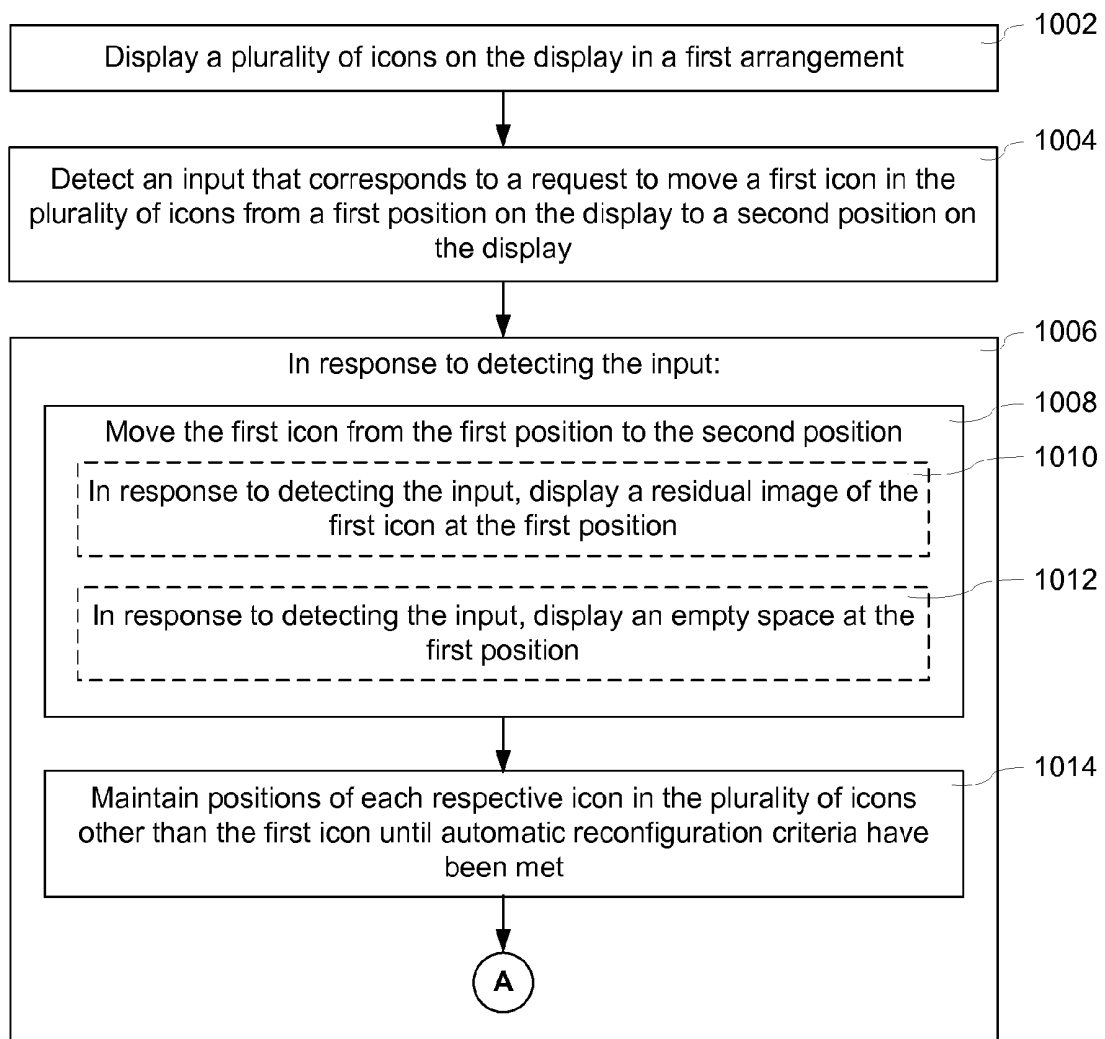 1002
Display a plurality of icons on the display in a first arrangement
1004
Detect an input that corresponds to a request to move a first icon in the
plurality of icons from a first position on the display to a second position on
the display
1006
In response to detecting the input:
1008
Move the first icon from the first position to the second position
1010
In response to detecting the input, display a residual image of the
first icon at the first position
1012
In response to detecting the input, display an empty space at the
first position
1014
Maintain positions of each respective icon in the plurality of icons
other than the first icon until automatic reconfiguration criteria have
been met
A